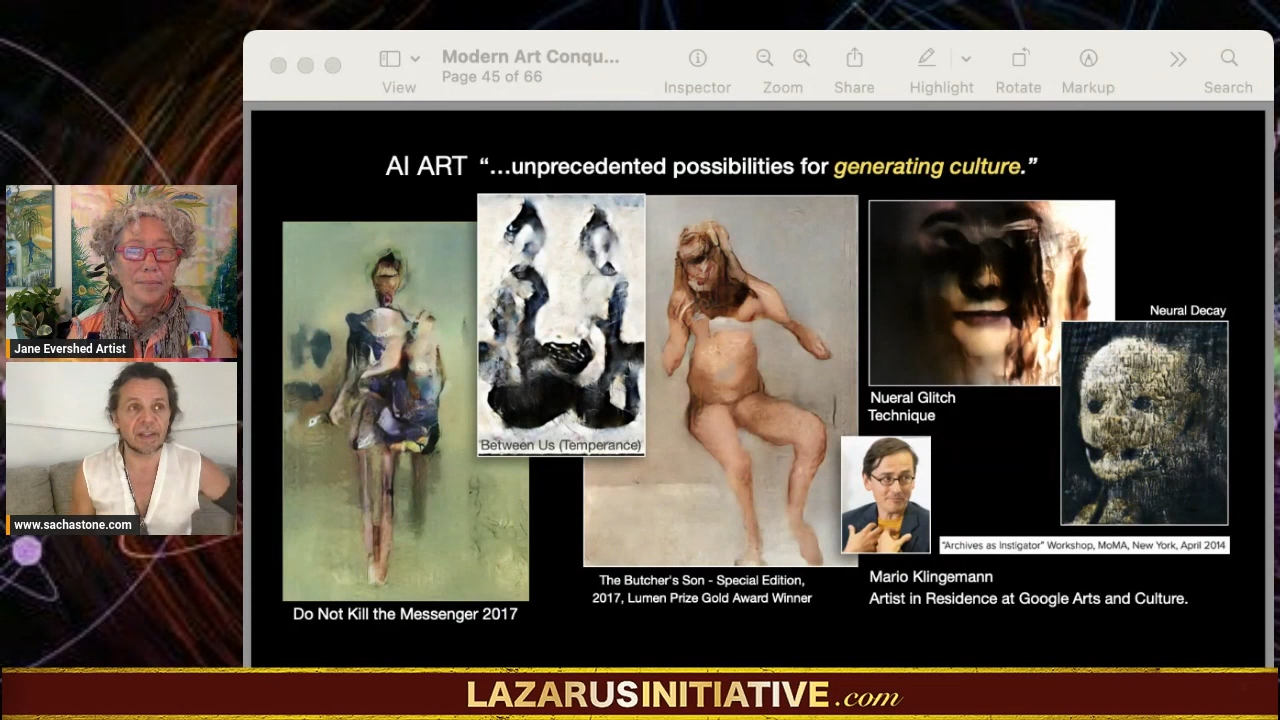 Modern Art Conqu...
Page 45 of 66
View
Inspector
Zoom
Share
Highlight
Rotate
Markup
Search
AI ART “...unprecedented possibilities for generating culture.”
Between Us (Temperance)
Do Not Kill the Messenger 2017
The Butcher's Son - Special Edition,
2017, Lumen Prize Gold Award Winner
Nueral Glitch
Technique
Neural Decay
“Archives as Instigator” Workshop, MoMA, New York, April 2014
Mario Klingemann
Artist in Residence at Google Arts and Culture.
Jane Evershed Artist
www.sachastone.com
LAZARUSINITIATIVE.com